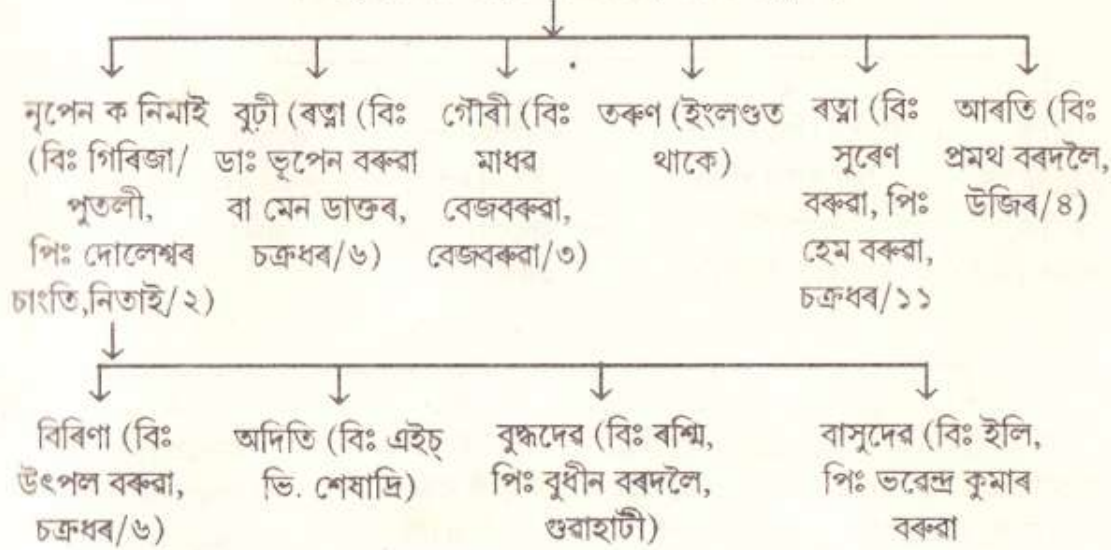 নৃপেন ক নিমাই
(বিঃ গিৰিজা/
পুতলী,
পিঃ দোলেশ্বৰ
চাংতি,নিতাই/২)
বুঢ়ী (ৰত্না (বিঃ
ডাঃ ভূপেন বৰুৱা
বা মেন ডাক্তৰ,
চক্ৰধৰ/৬)
গৌৰী (বিঃ
মাধৱ
বেজবৰুৱা,
বেজবৰুৱা/৩)
তৰুণ (ইংলণ্ডত
থাকে)
ৰত্না (বিঃ
সুৰেণ
বৰুৱা, পিঃ
হেম বৰুৱা,
চক্ৰধৰ/১১
আৰতি (বিঃ
প্ৰমথ বৰদলৈ,
উজিৰ/৪)
বিৰিণা (বিঃ
উৎপল বৰুৱা,
চক্ৰধৰ/৬)
অদিতি (বিঃ এইচ্
ভি. শেষাদ্ৰি)
বুদ্ধদেৱ (বিঃ ৰশ্মি,
পিঃ বুধীন বৰদলৈ,
গুৱাহাটী)
বাসুদেৱ (বিঃ ইলি,
পিঃ ভৱেন্দ্ৰ কুমাৰ
বৰুৱা